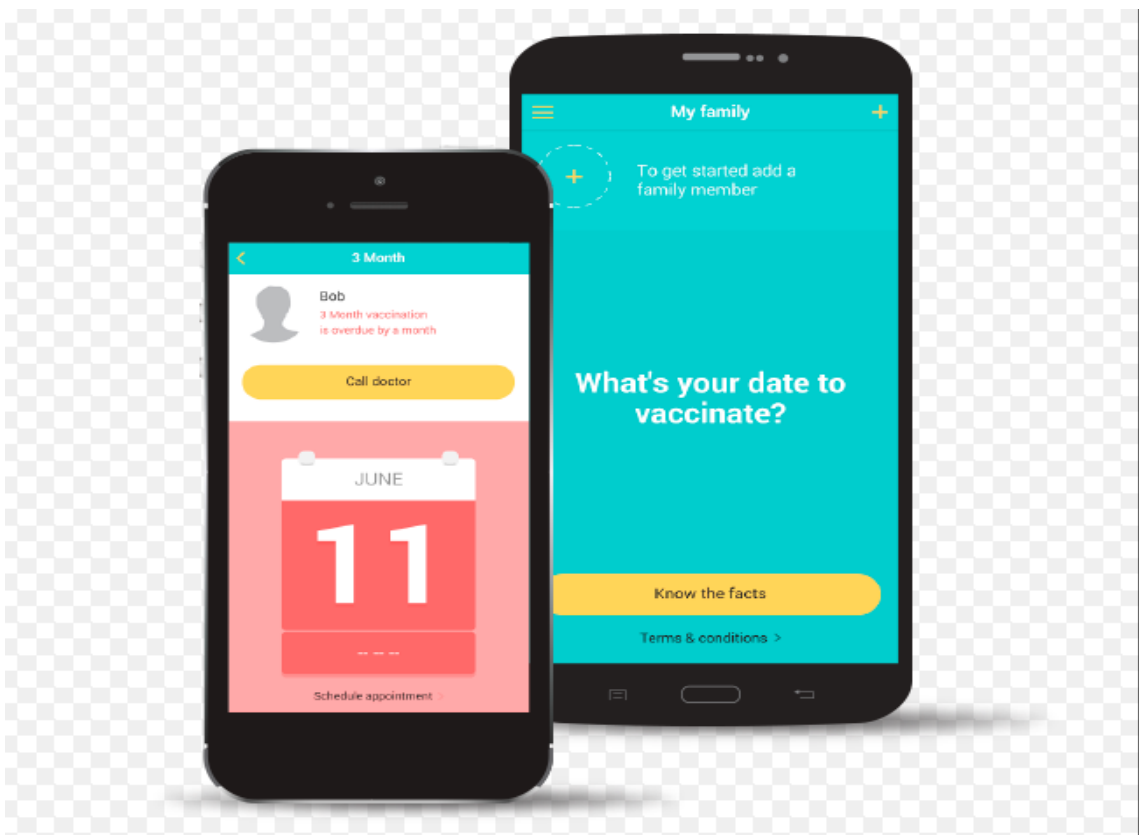 3 Month
Bob
3 Month vaccination
is overdue by a month
Call doctor
JUNE
11
-- -- --
Schedule appointment >
My family
To get started add a
family member
What's your date to
vaccinate?
Know the facts
Terms & conditions >